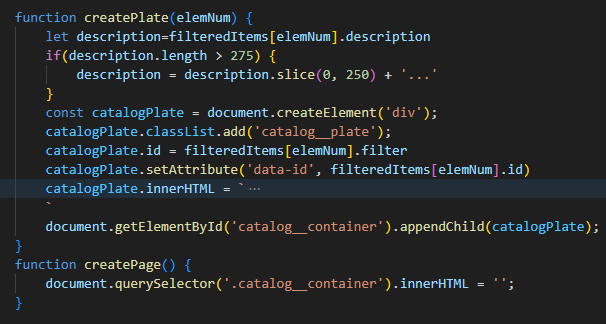 function createPlate(elemNum) {
    let description=filteredItems[elemNum].description
    if(description.length > 275) {
        description = description.slice(0, 250) + '...'
    }
    const catalogPlate = document.createElement('div');
    catalogPlate.classList.add('catalog__plate');
    catalogPlate.id = filteredItems[elemNum].filter
    catalogPlate.setAttribute('data-id', filteredItems[elemNum].id)
    catalogPlate.innerHTML = `⋯
    `
    document.getElementById('catalog__container').appendChild(catalogPlate);
}
function createPage() {
    document.querySelector('.catalog__container').innerHTML = '';
}